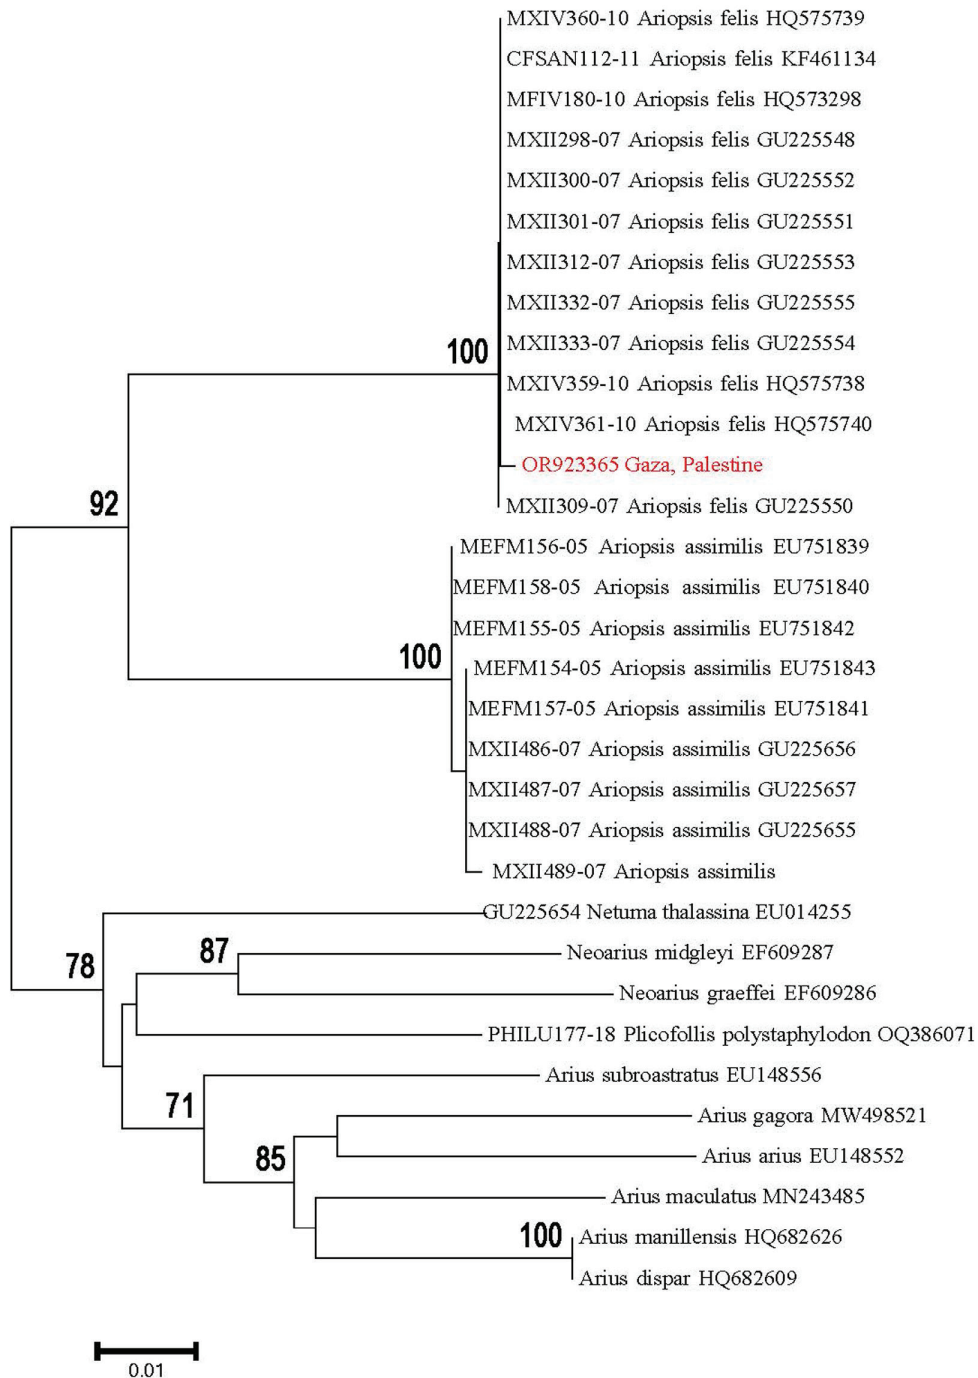 MXIV360-10 Ariopsis felis HQ575739
CFSAN112-11 Ariopsis felis KF461134
MFIV180-10 Ariopsis felis HQ573298
MXII298-07 Ariopsis felis GU225548
MXII300-07 Ariopsis felis GU225552
MXII301-07 Ariopsis felis GU225551
MXII312-07 Ariopsis felis GU225553
MXII332-07 Ariopsis felis GU225555
MXII333-07 Ariopsis felis GU225554
100
MXIV359-10 Ariopsis felis HQ575738
MXIV361-10 Ariopsis felis HQ575740
OR923365 Gaza, Palestine
MXII309-07 Ariopsis felis GU225550
92
MEFM156-05 Ariopsis assimilis EU751839
MEFM158-05 Ariopsis assimilis EU751840
MEFM155-05 Ariopsis assimilis EU751842
100
MEFM154-05 Ariopsis assimilis EU751843
MEFM157-05 Ariopsis assimilis EU751841
MXII486-07 Ariopsis assimilis GU225656
MXII487-07 Ariopsis assimilis GU225657
MXII488-07 Ariopsis assimilis GU225655
MXII489-07 Ariopsis assimilis
GU225654 Netuma thalassina EU014255
87
Neoarius midgleyi EF609287
78
Neoarius graeffei EF609286
PHILU177-18 Plicofollis polystaphylodon OQ386071
Arius subroastratus EU148556
71
Arius gagora MW498521
Arius arius EU148552
85
Arius maculatus MN243485
100
Arius manillensis HQ682626
Arius dispar HQ682609
0.01